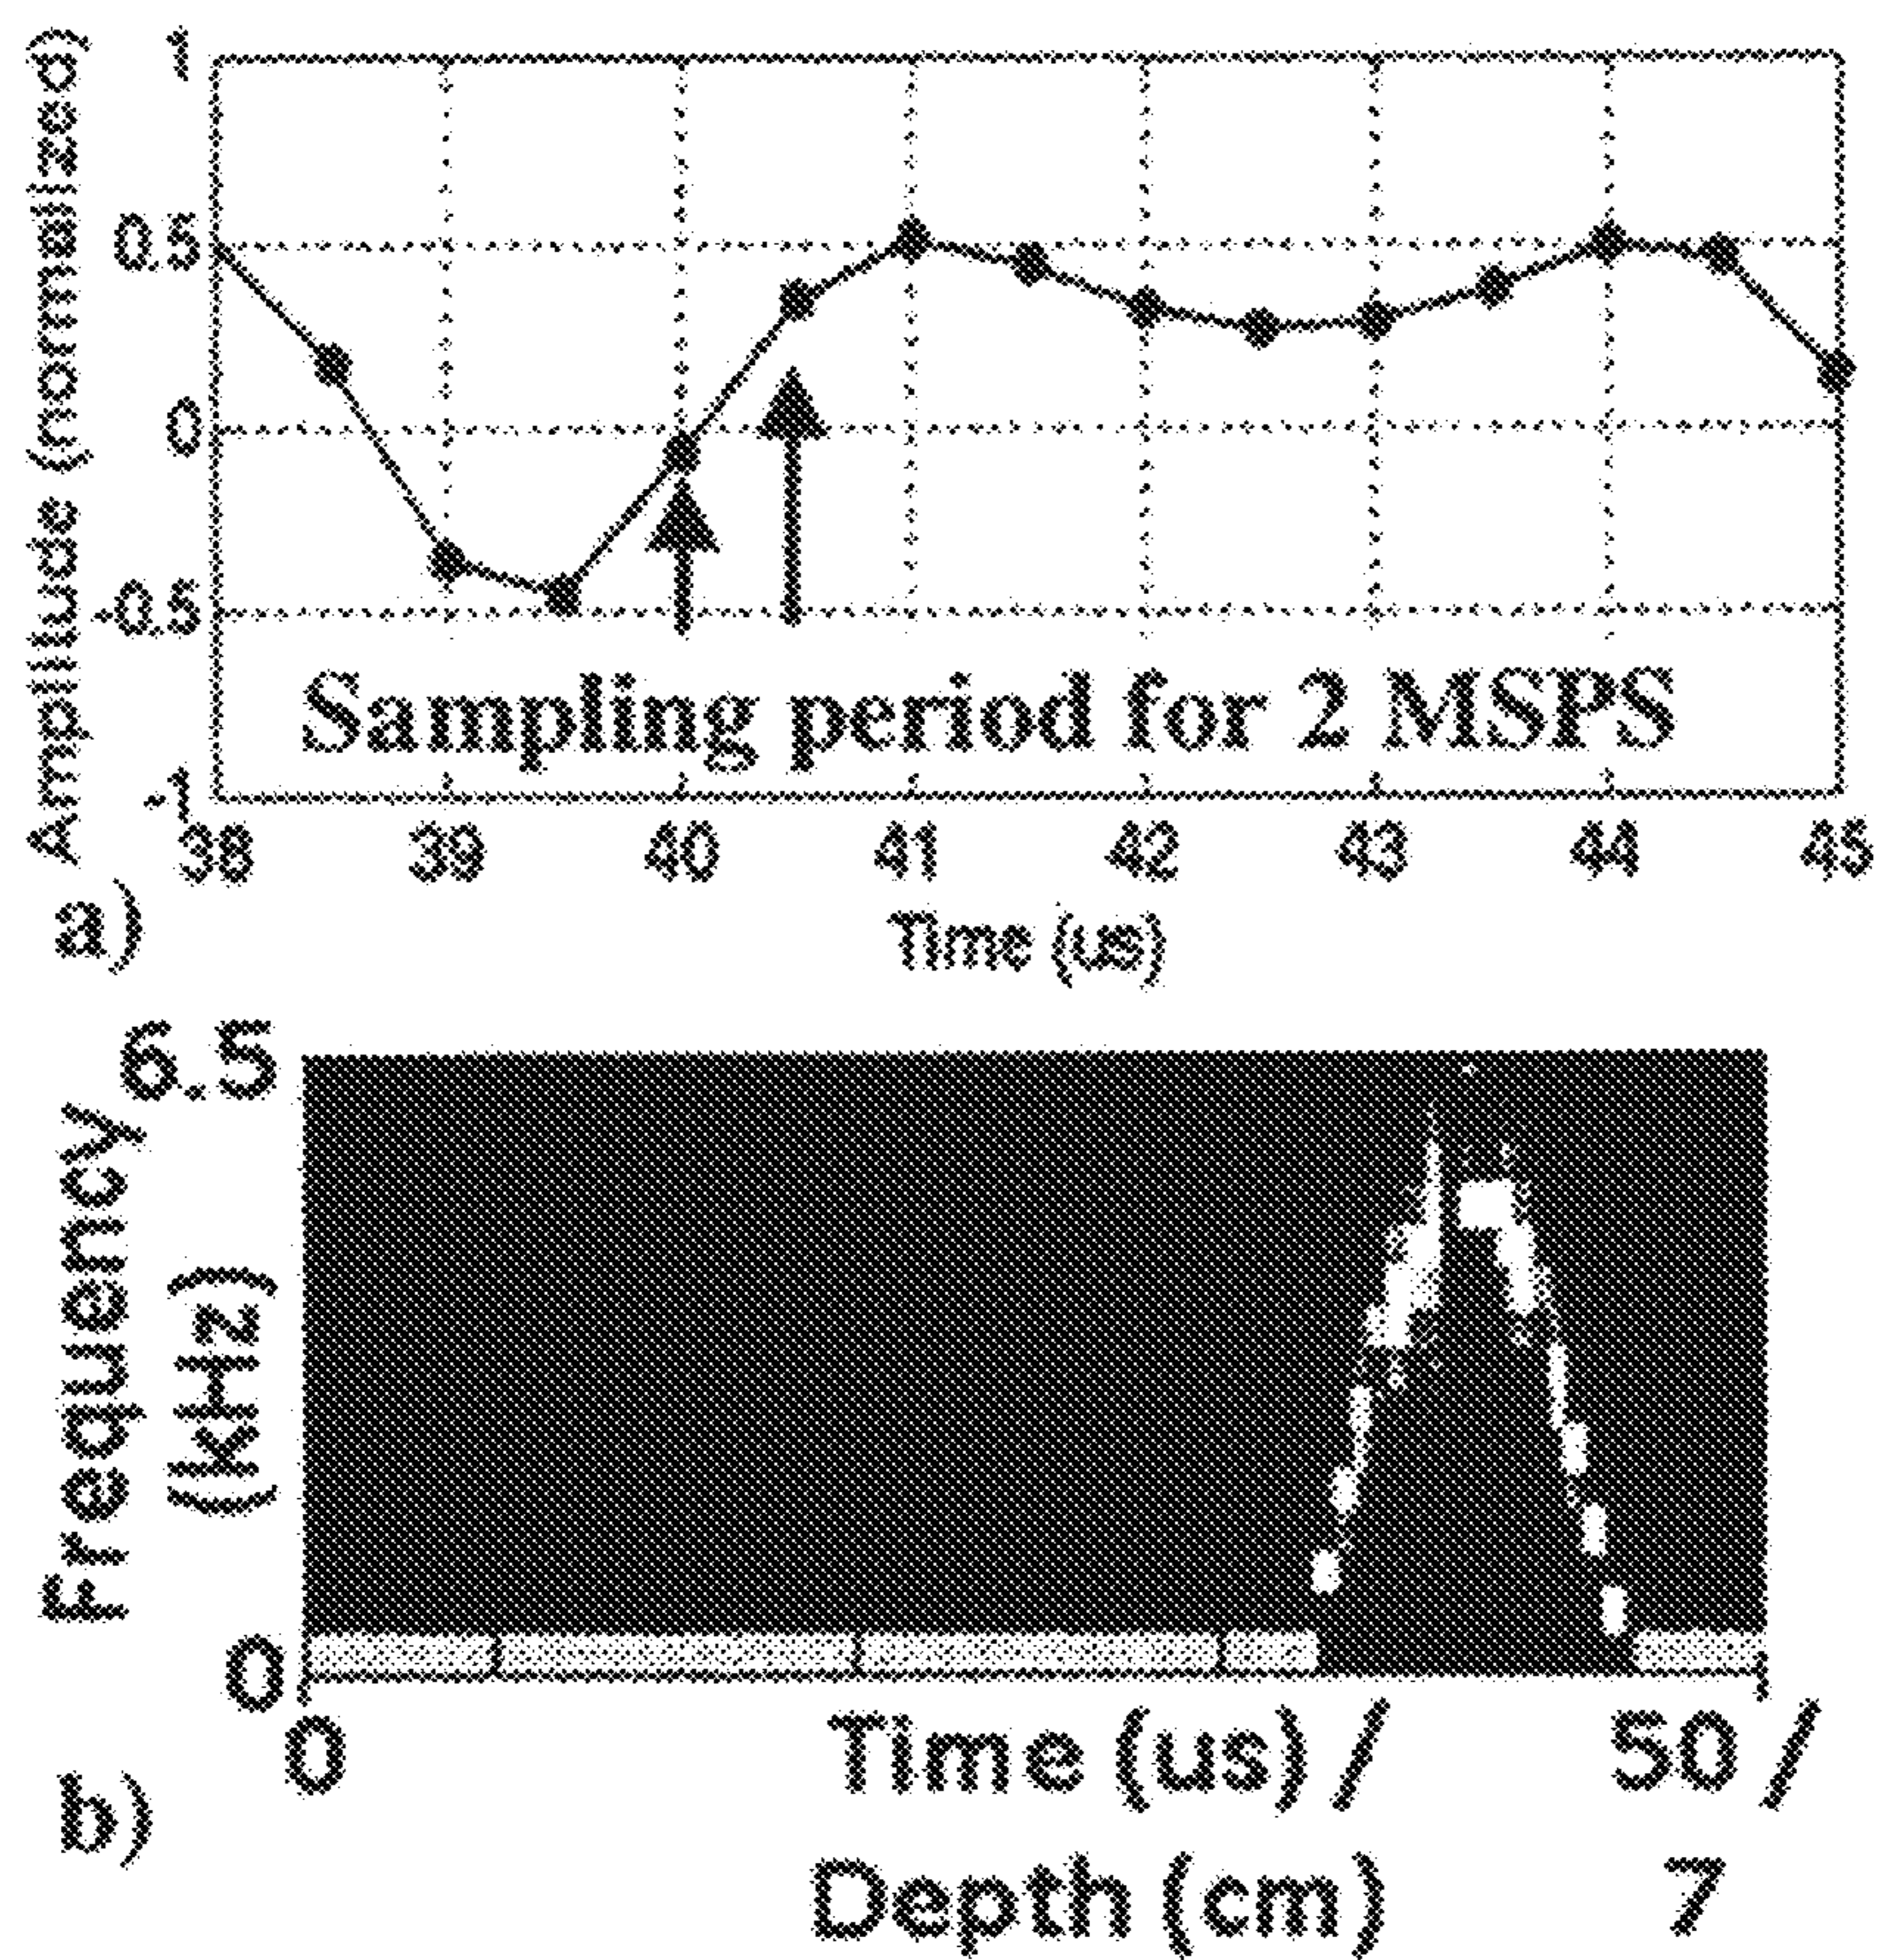 Amplitude (normalized)
1
0.5
0
-0.5
-1
Sampling period for 2 MSPS
38 39 40 41 42 43 44 45
Time (us)
a)
Frequency
(kHz)
6.5
0
0 Time (us) / 50 /
Depth (cm) 7
b)